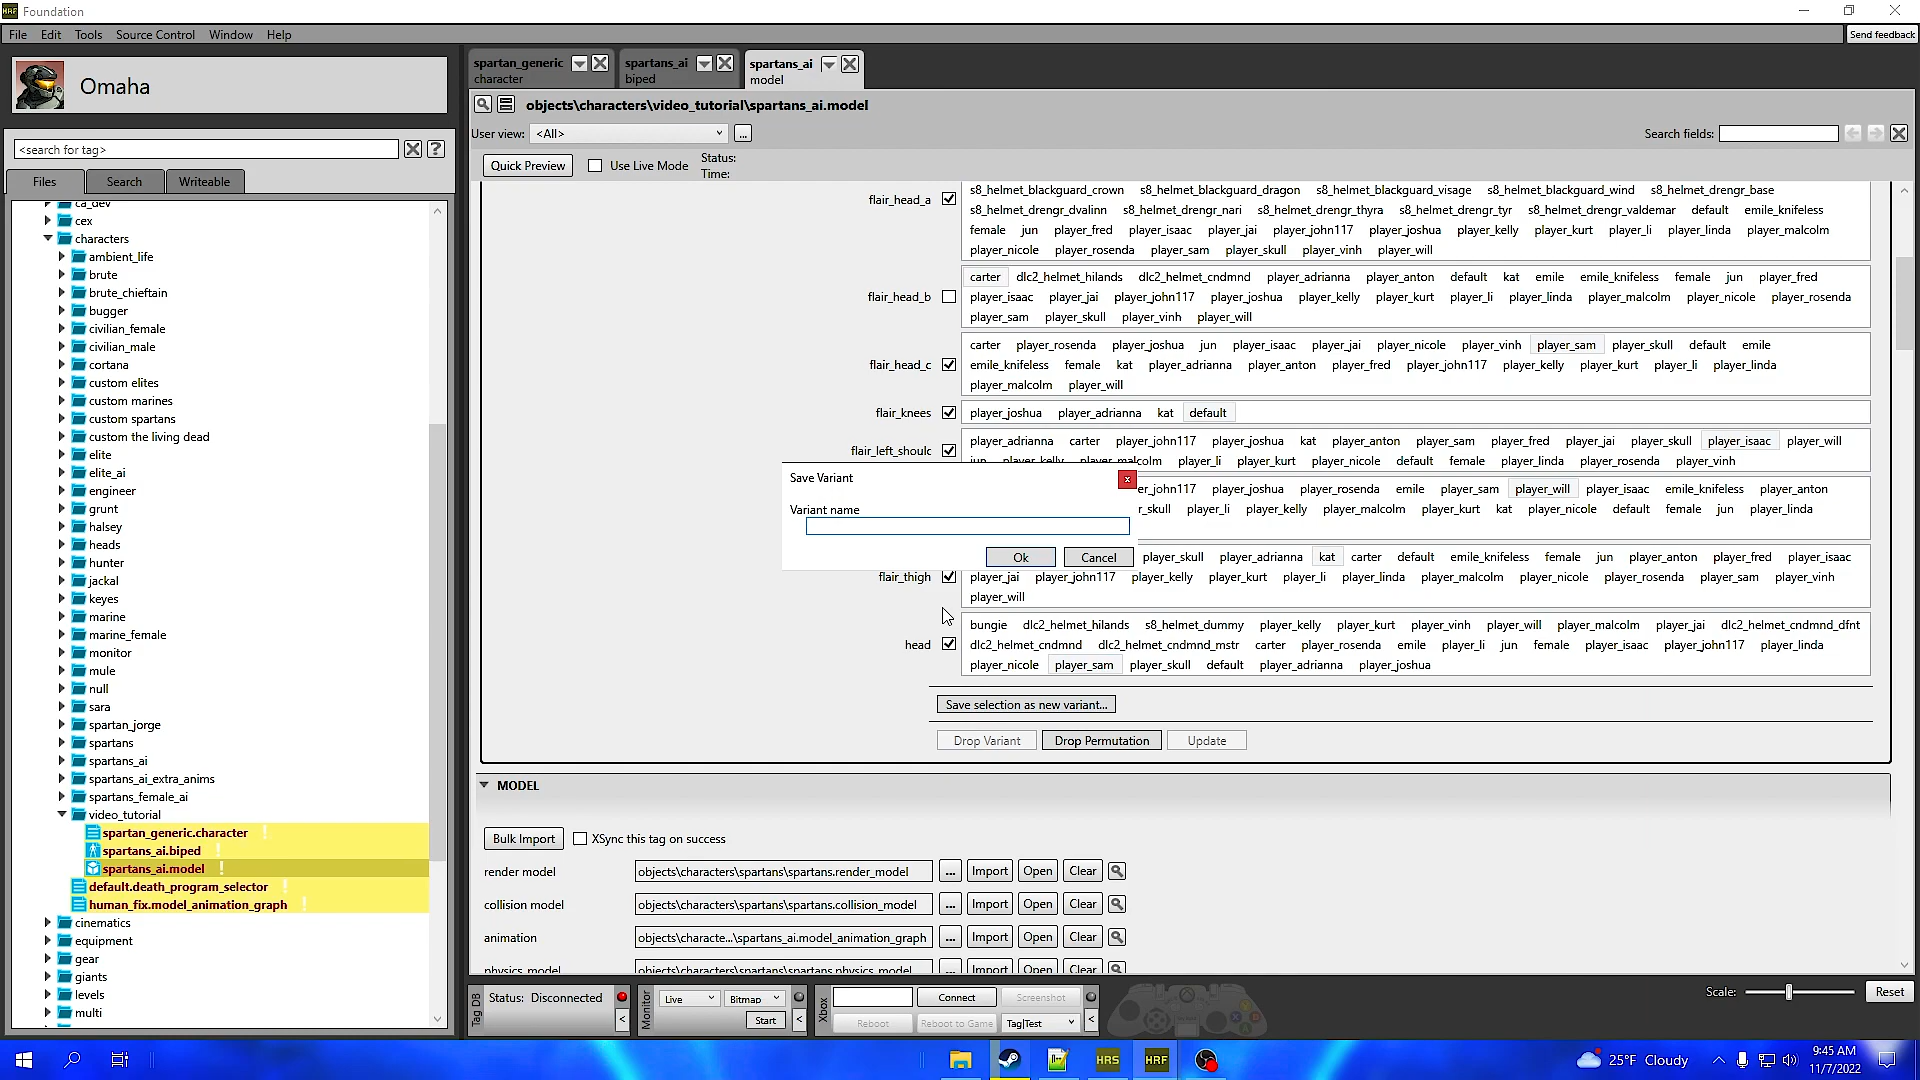 HRF Foundation
File Edit Tools Source Control Window Help
Send feedback
Omaha
<search for tag>
?
Files Search Writeable
ca_dev
cex
characters
ambient_life
brute
brute_chieftain
bugger
civilian_female
civilian_male
cortana
custom elites
custom marines
custom spartans
custom the living dead
elite
elite_ai
engineer
grunt
halsey
heads
hunter
jackal
keyes
marine
marine_female
monitor
mule
null
sara
spartan_jorge
spartans
spartans_ai
spartans_ai_extra_anims
spartans_female_ai
video_tutorial
spartan_generic.character
spartans_ai.biped
spartans_ai.model
default.death_program_selector
human_fix.model_animation_graph
cinematics
equipment
gear
giants
levels
multi
spartan_generic
character
spartans_ai
biped
spartans_ai
model
objects\characters\video_tutorial\spartans_ai.model
User view: <All> ...
Search fields:
Quick Preview Use Live Mode Status:
Time:
flair_head_a
s8_helmet_blackguard_crown s8_helmet_blackguard_dragon s8_helmet_blackguard_visage s8_helmet_blackguard_wind s8_helmet_drengr_base
s8_helmet_drengr_dvalinn s8_helmet_drengr_nari s8_helmet_drengr_thyra s8_helmet_drengr_tyr s8_helmet_drengr_valdemar default emile_knifeless
female jun player_fred player_isaac player_jai player_john117 player_joshua player_kelly player_kurt player_li player_linda player_malcolm
player_nicole player_rosenda player_sam player_skull player_vinh player_will
flair_head_b
carter dlc2_helmet_hilands dlc2_helmet_cndmnd player_adrianna player_anton default kat emile emile_knifeless female jun player_fred
player_isaac player_jai player_john117 player_joshua player_kelly player_kurt player_li player_linda player_malcolm player_nicole player_rosenda
player_sam player_skull player_vinh player_will
flair_head_c
carter player_rosenda player_joshua jun player_isaac player_jai player_nicole player_vinh player_sam player_skull default emile
emile_knifeless female kat player_adrianna player_anton player_fred player_john117 player_kelly player_kurt player_li player_linda
player_malcolm player_will
flair_knees player_joshua player_adrianna kat default
flair_left_shoulc
player_adrianna carter player_john117 player_joshua kat player_anton player_sam player_fred player_jai player_skull player_isaac player_will
jun player_kelly player_malcolm player_li player_kurt player_nicole default female player_linda player_rosenda player_vinh
er_john117 player_joshua player_rosenda emile player_sam player_will player_isaac emile_knifeless player_anton
r_skull player_li player_kelly player_malcolm player_kurt kat player_nicole default female jun player_linda
Save Variant
Variant name
Ok Cancel
flair_thigh
player_skull player_adrianna kat carter default emile_knifeless female jun player_anton player_fred player_isaac
player_jai player_john117 player_kelly player_kurt player_li player_linda player_malcolm player_nicole player_rosenda player_sam player_vinh
player_will
head
bungie dlc2_helmet_hilands s8_helmet_dummy player_kelly player_kurt player_vinh player_will player_malcolm player_jai dlc2_helmet_cndmnd_dfnt
dlc2_helmet_cndmnd dlc2_helmet_cndmnd_mstr carter player_rosenda emile player_li jun female player_isaac player_john117 player_linda
player_nicole player_sam player_skull default player_adrianna player_joshua
Save selection as new variant...
Drop Variant Drop Permutation Update
MODEL
Bulk Import XSync this tag on success
render model objects\characters\spartans\spartans.render_model ... Import Open Clear
collision model objects\characters\spartans\spartans.collision_model ... Import Open Clear
animation objects\characte...\spartans_ai.model_animation_graph ... Import Open Clear
physics_model objects\characters\spartans\spartans.physics_model ... Import Open Clear
Tag DB Status: Disconnected <
Monitor Live Bitmap Start <
Xbox Connect Screenshot
Reboot Reboot to Game Tag|Test <
Scale: Reset
HRS HRF
25°F Cloudy
9:45 AM
11/7/2022